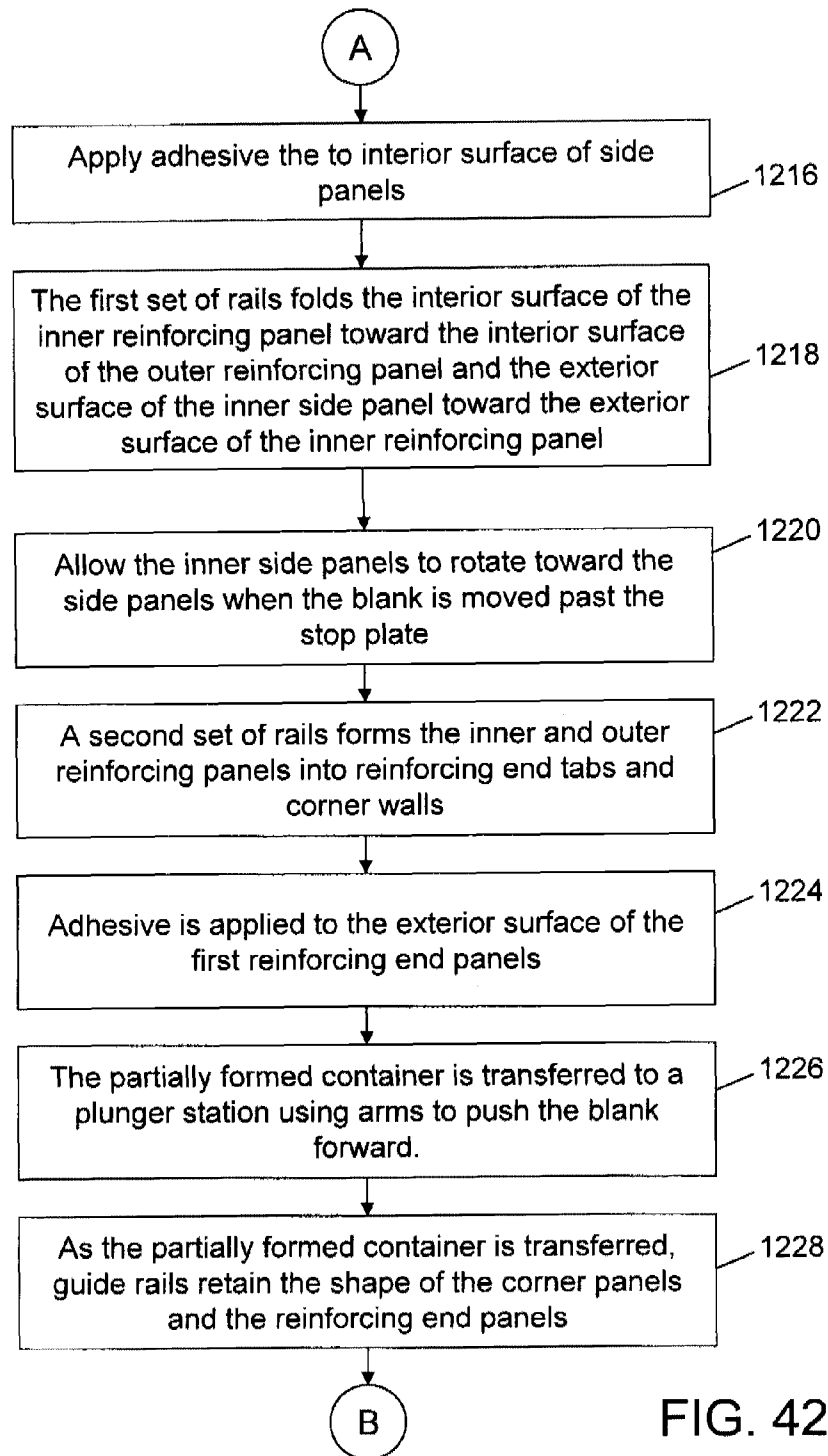 A
Apply adhesive the to interior surface of side
panels
1216
The first set of rails folds the interior surface of the
inner reinforcing panel toward the interior surface
of the outer reinforcing panel and the exterior
surface of the inner side panel toward the exterior
surface of the inner reinforcing panel
1218
Allow the inner side panels to rotate toward the
side panels when the blank is moved past the
stop plate
1220
A second set of rails forms the inner and outer
reinforcing panels into reinforcing end tabs and
corner walls
1222
Adhesive is applied to the exterior surface of the
first reinforcing end panels
1224
The partially formed container is transferred to a
plunger station using arms to push the blank
forward.
1226
As the partially formed container is transferred,
guide rails retain the shape of the corner panels
and the reinforcing end panels
1228
B
FIG. 42